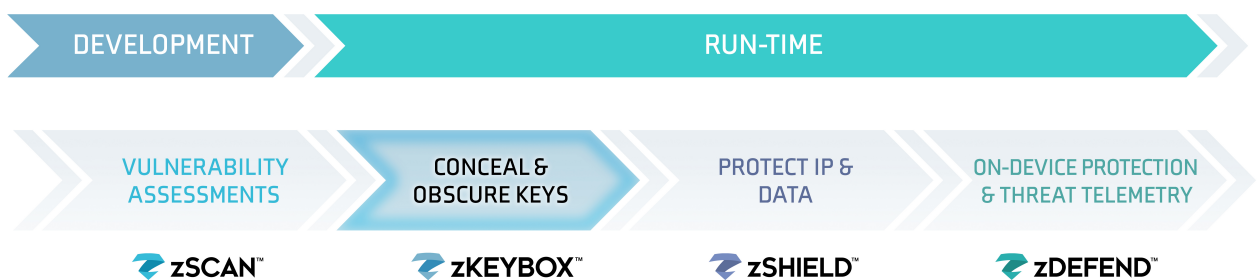 DEVELOPMENT
RUN-TIME
VULNERABILITY
ASSESSMENTS
CONCEAL &
OBSCURE KEYS
PROTECT IP &
DATA
ON-DEVICE PROTECTION
& THREAT TELEMETRY
zSCAN™
zKEYBOX™
zSHIELD™
zDEFEND™